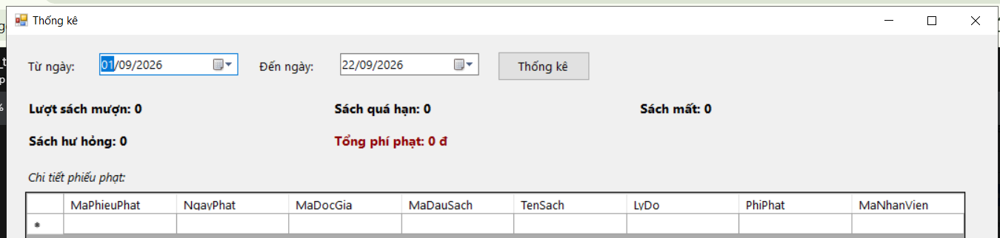 Thống kê
Từ ngày: 01/09/2026 Đến ngày: 22/09/2026 Thống kê
Lượt sách mượn: 0 Sách quá hạn: 0 Sách mất: 0
Sách hư hỏng: 0 Tổng phí phạt: 0 đ
Chi tiết phiếu phạt:
MaPhieuPhat NgayPhat MaDocGia MaDauSach TenSach LyDo PhiPhat MaNhanVien